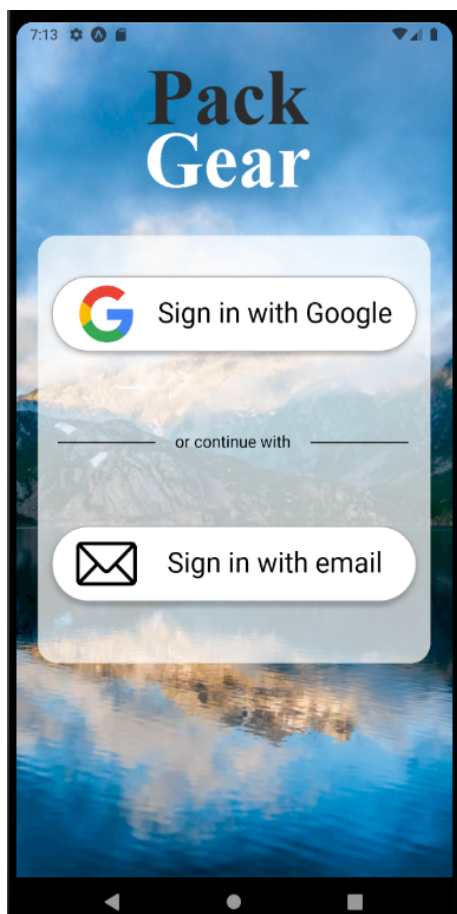 7:13
Pack
Gear
Sign in with Google
or continue with
Sign in with email